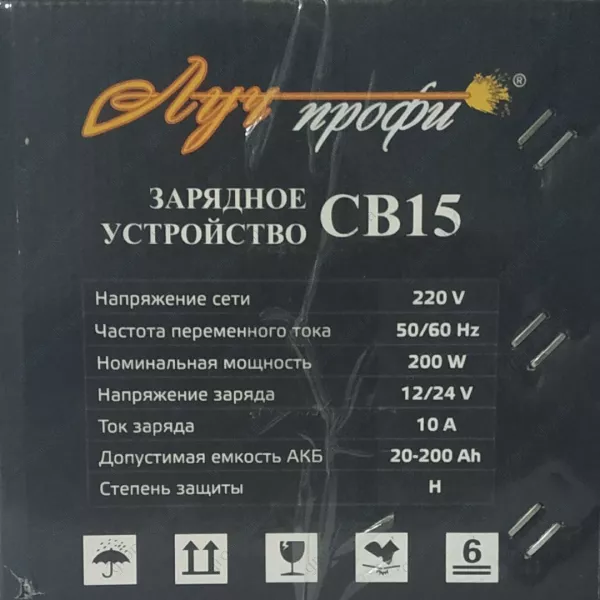 Луч профи ®
ЗАРЯДНОЕ
УСТРОЙСТВО CB15
Напряжение сети 220 V
Частота переменного тока 50/60 Hz
Номинальная мощность 200 W
Напряжение заряда 12/24 V
Ток заряда 10 A
Допустимая емкость АКБ 20-200 Ah
Степень защиты H
6